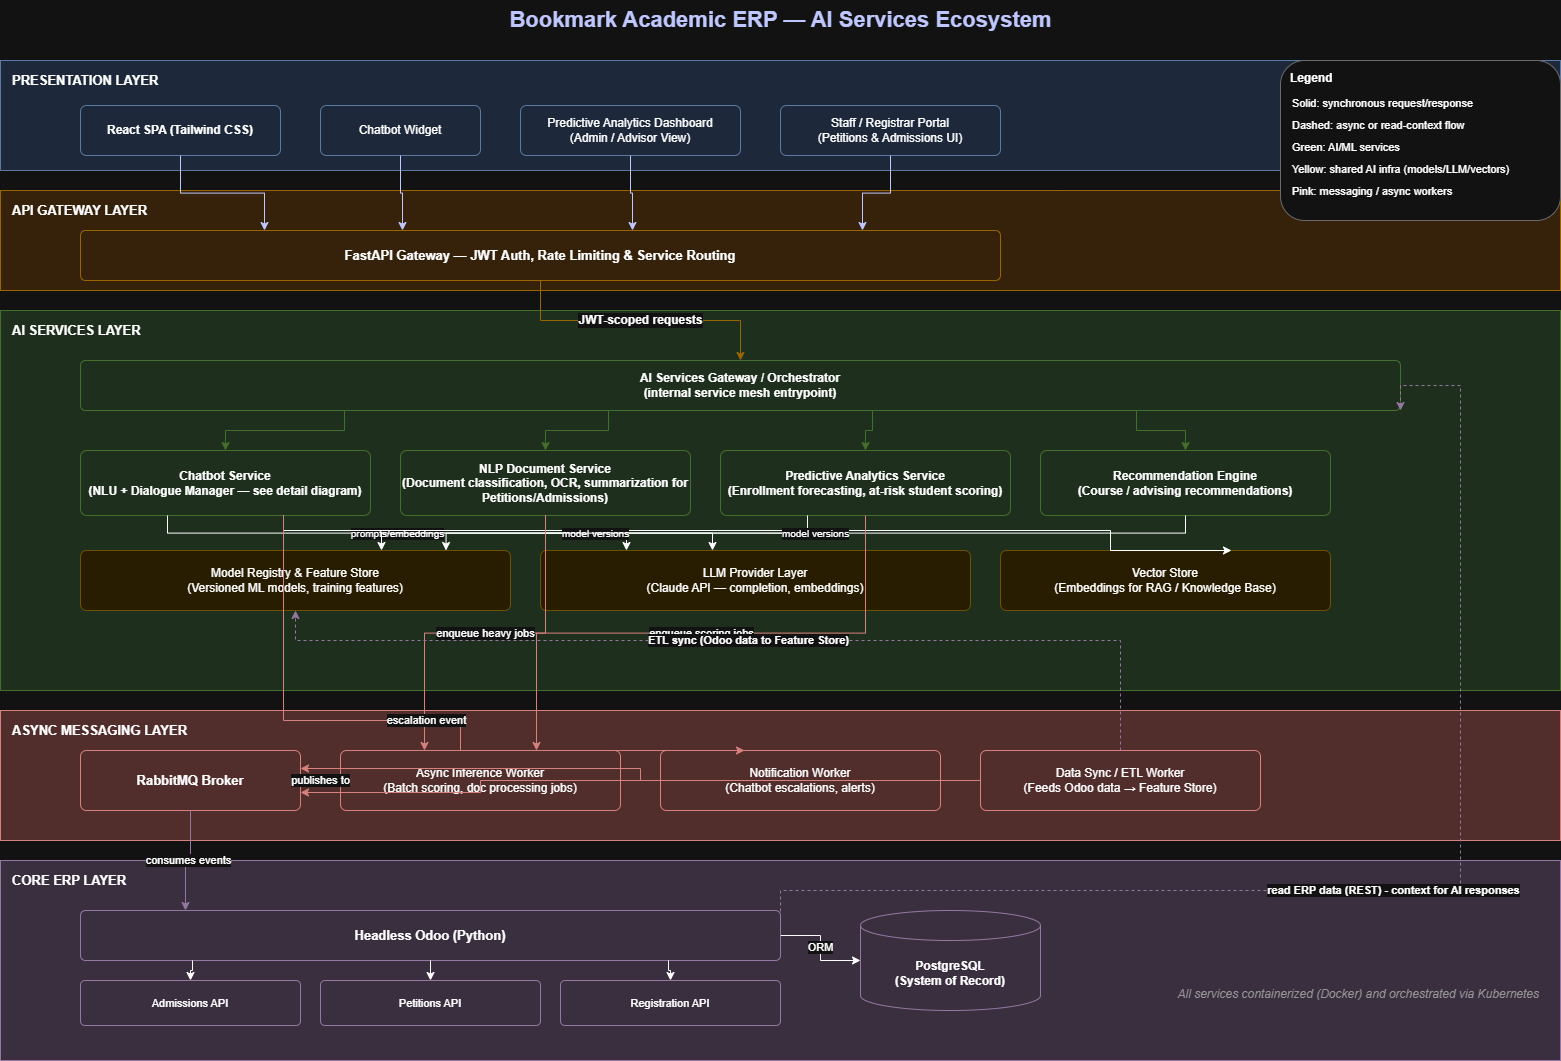 Bookmark Academic ERP — AI Services Ecosystem
PRESENTATION LAYER
React SPA (Tailwind CSS)
Chatbot Widget
Predictive Analytics Dashboard
(Admin / Advisor View)
Staff / Registrar Portal
(Petitions & Admissions UI)
Legend
Solid: synchronous request/response
Dashed: async or read-context flow
Green: AI/ML services
Yellow: shared AI infra (models/LLM/vectors)
Pink: messaging / async workers
API GATEWAY LAYER
FastAPI Gateway — JWT Auth, Rate Limiting & Service Routing
JWT-scoped requests
AI SERVICES LAYER
AI Services Gateway / Orchestrator
(internal service mesh entrypoint)
Chatbot Service
(NLU + Dialogue Manager — see detail diagram)
NLP Document Service
(Document classification, OCR, summarization for
Petitions/Admissions)
Predictive Analytics Service
(Enrollment forecasting, at-risk student scoring)
Recommendation Engine
(Course / advising recommendations)
prompts/embeddings
model versions
model versions
Model Registry & Feature Store
(Versioned ML models, training features)
LLM Provider Layer
(Claude API — completion, embeddings)
Vector Store
(Embeddings for RAG / Knowledge Base)
enqueue heavy jobs
enqueue scoring jobs
ETL sync (Odoo data to Feature Store)
ASYNC MESSAGING LAYER
escalation event
RabbitMQ Broker
publishes to
Async Inference Worker
(Batch scoring, doc processing jobs)
Notification Worker
(Chatbot escalations, alerts)
Data Sync / ETL Worker
(Feeds Odoo data → Feature Store)
consumes events
CORE ERP LAYER
read ERP data (REST) - context for AI responses
Headless Odoo (Python)
ORM
PostgreSQL
(System of Record)
Admissions API
Petitions API
Registration API
All services containerized (Docker) and orchestrated via Kubernetes